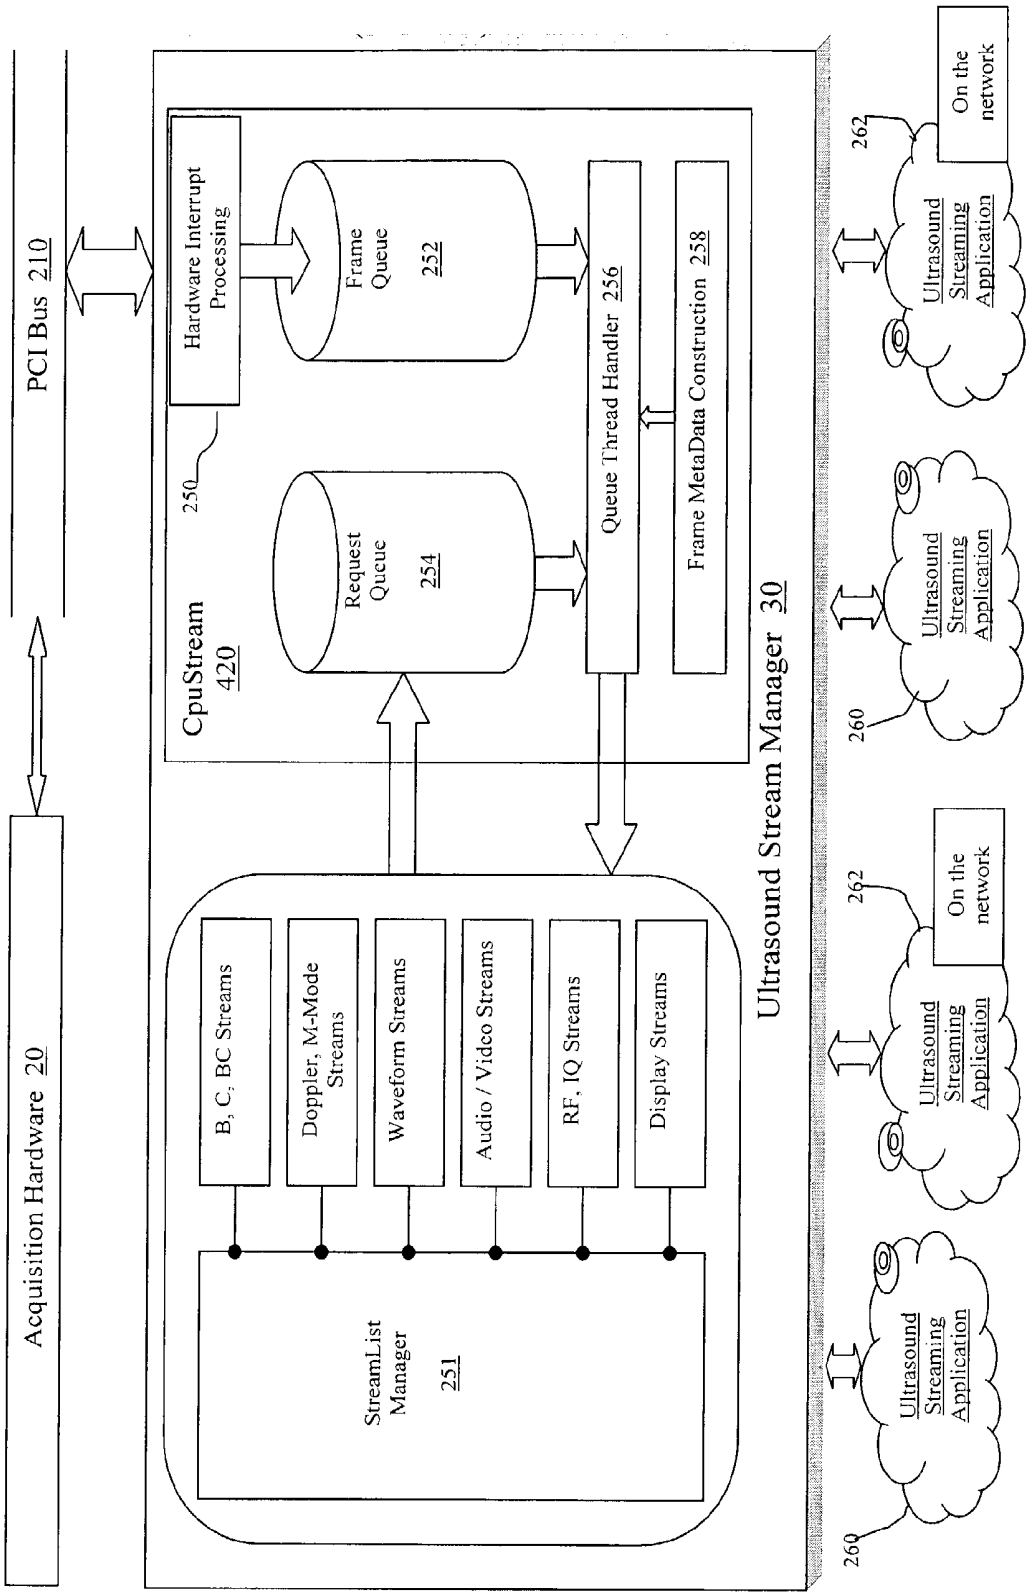 Acquisition Hardware 20
PCI Bus 210
StreamList
Manager
251
B, C, BC Streams
Doppler, M-Mode
Streams
Waveform Streams
Audio / Video Streams
RF, IQ Streams
Display Streams
CpuStream
420
250
Hardware Interrupt
Processing
Request
Queue
254
Frame
Queue
252
Queue Thread Handler 256
Frame MetaData Construction 258
Ultrasound Stream Manager 30
260
Ultrasound
Streaming
Application
262
Ultrasound
Streaming
Application
On the
network
260
Ultrasound
Streaming
Application
262
Ultrasound
Streaming
Application
On the
network